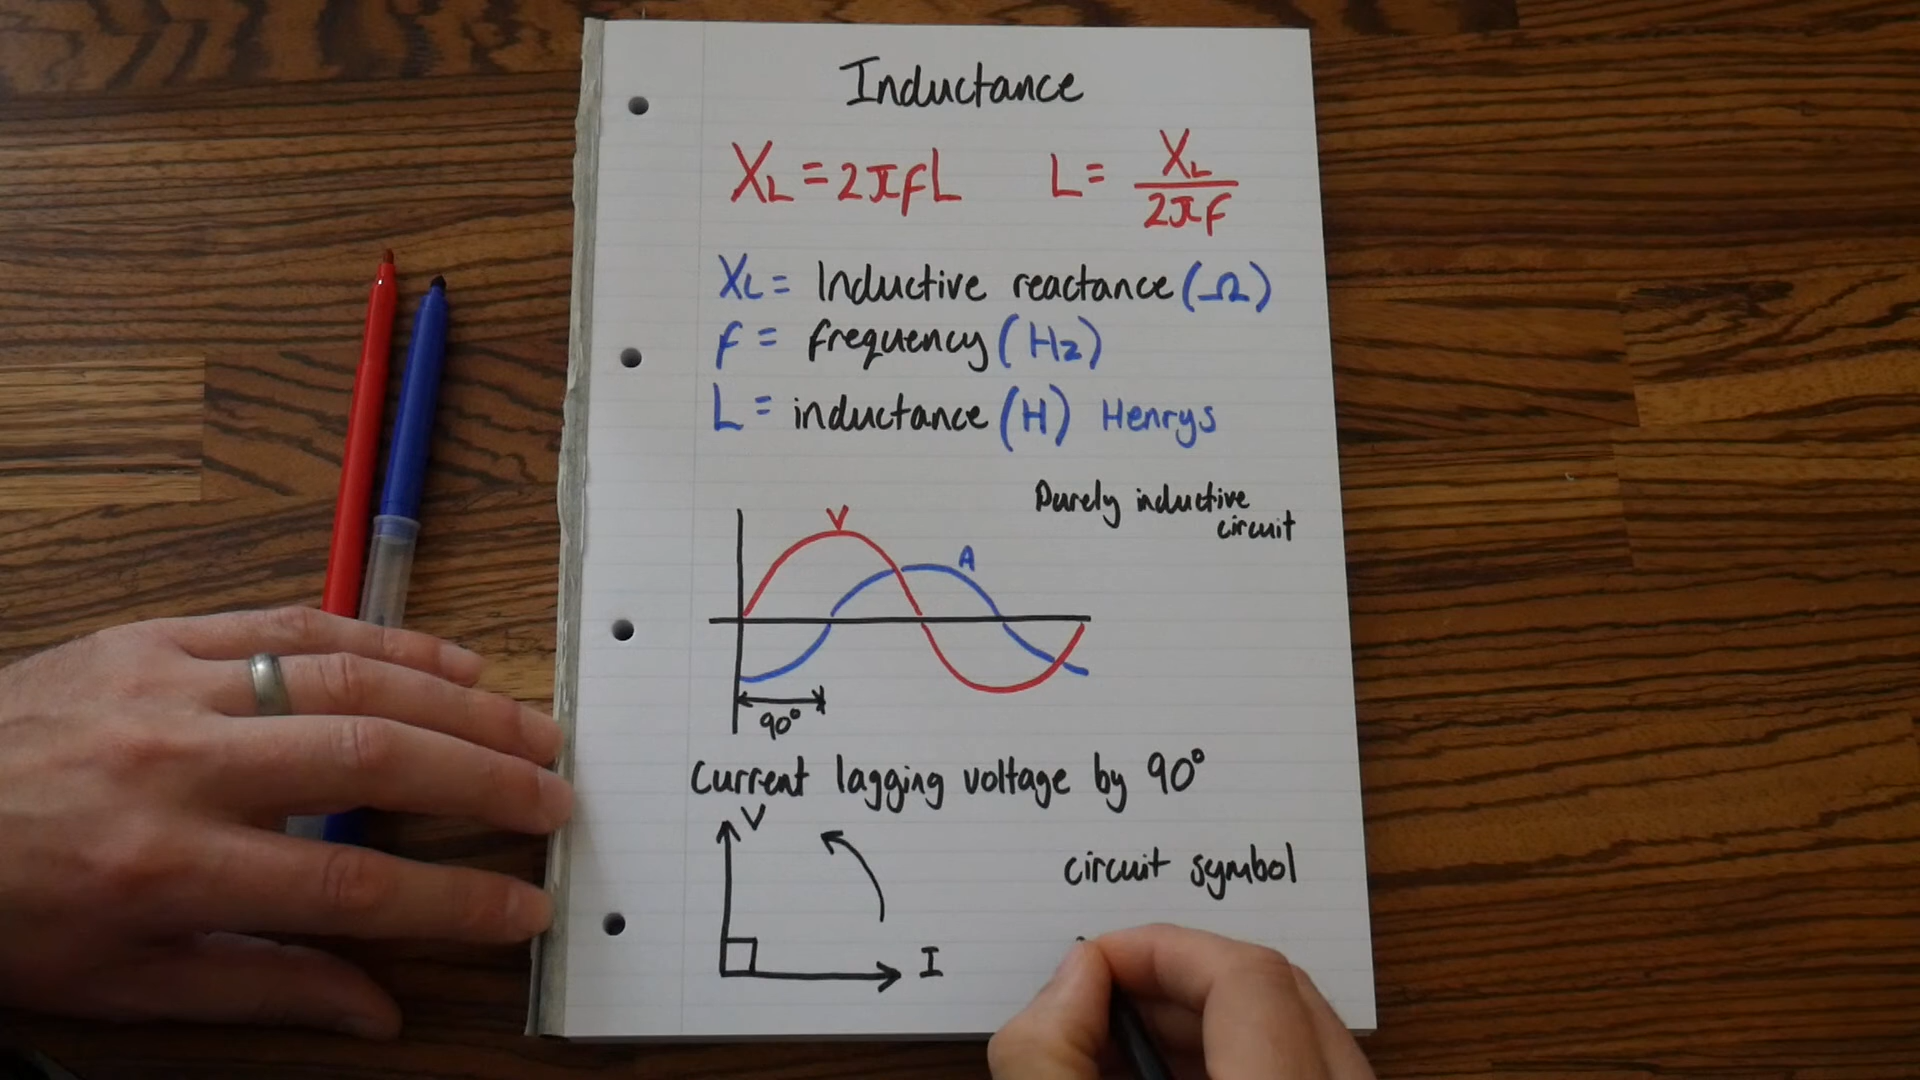 Inductance
XL = 2πfL L = XL / 2πf
XL = Inductive reactance (Ω)
f = frequency (Hz)
L = inductance (H) Henrys
Purely inductive
circuit
V
A
90°
Current lagging voltage by 90°
V
circuit symbol
I